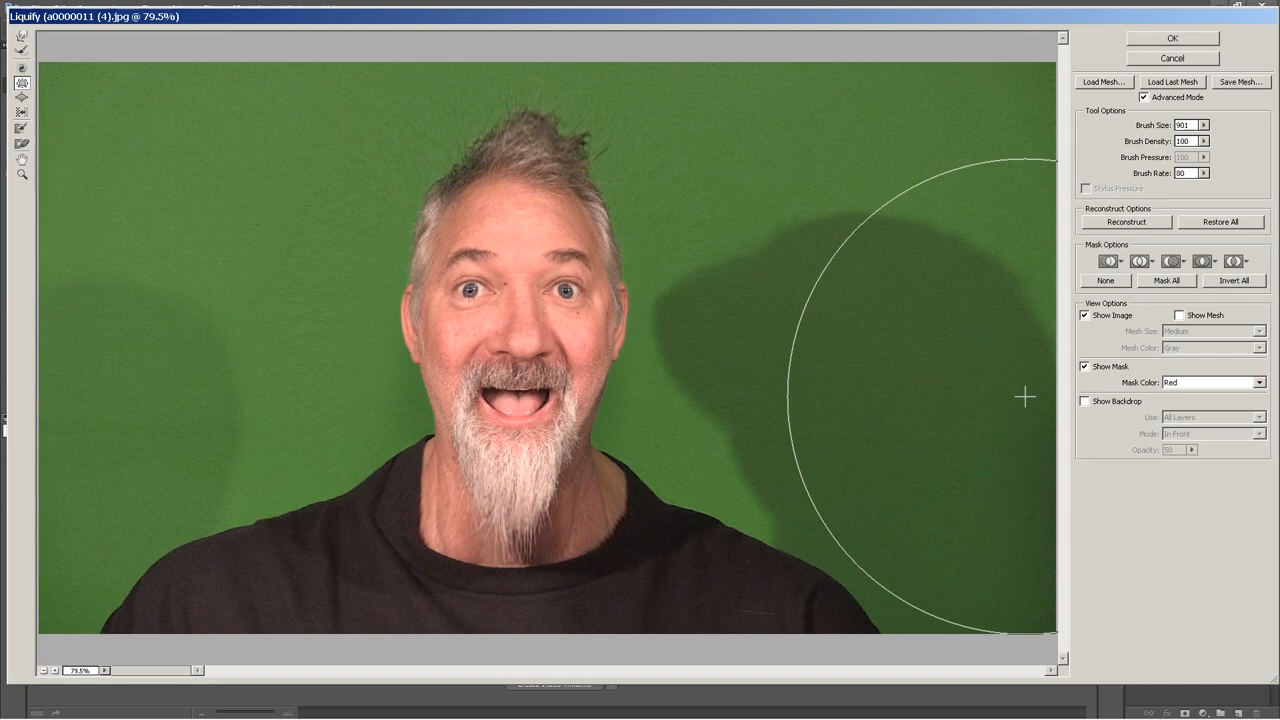 Liquify (a0000011 (4).jpg @ 79.5%)
OK
Cancel
Load Mesh...
Load Last Mesh
Save Mesh...
Advanced Mode
Tool Options
Brush Size: 901
Brush Density: 100
Brush Pressure: 100
Brush Rate: 80
Stylus Pressure
Reconstruct Options
Reconstruct
Restore All
Mask Options
None
Mask All
Invert All
View Options
Show Image
Show Mesh
Mesh Size: Medium
Mesh Color: Gray
Show Mask
Mask Color: Red
Show Backdrop
Use: All Layers
Mode: In Front
Opacity: 50
79.5%